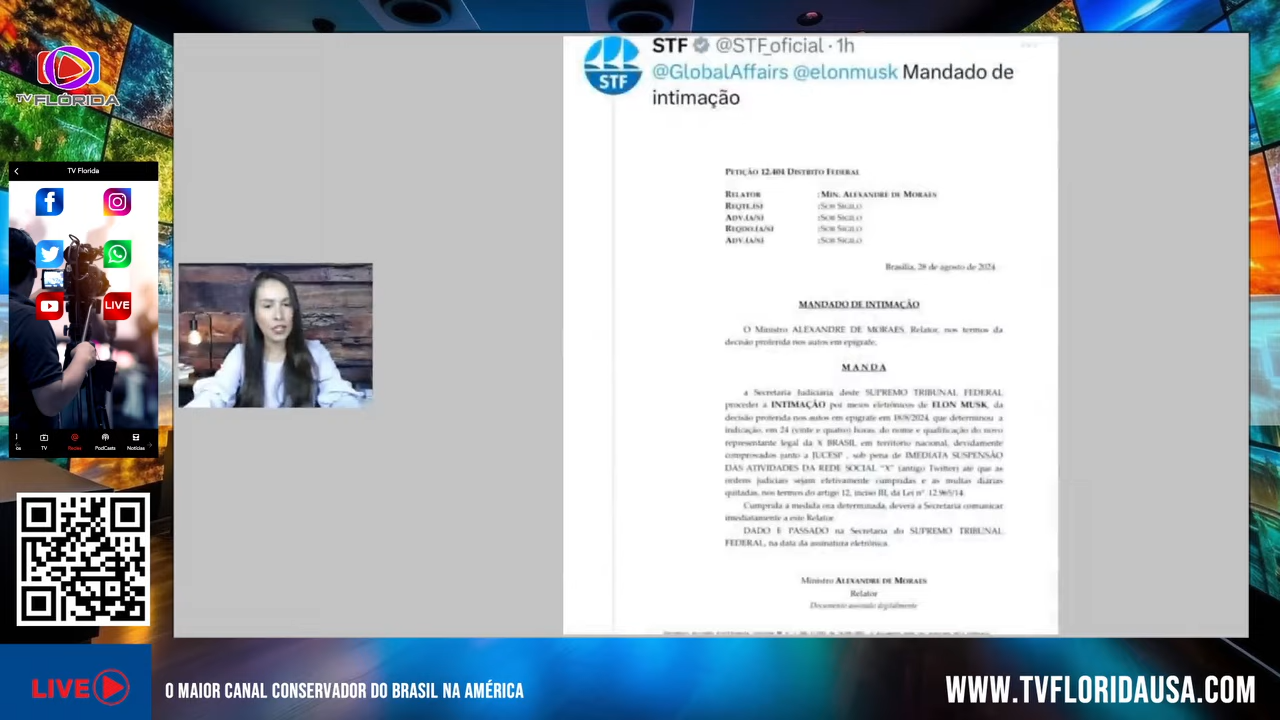 TV FLÓRIDA
TV Florida
LIVE
TV
PodCasts
Notícias
STF
STF @STF_oficial · 1h
@GlobalAffairs @elonmusk Mandado de
intimação
PETIÇÃO 12.404 DISTRITO FEDERAL
RELATOR : MIN. ALEXANDRE DE MORAES
REQTE.(S) : SOB SIGILO
ADV.(A/S) : SOB SIGILO
REQDO.(A/S) : SOB SIGILO
ADV.(A/S) : SOB SIGILO
Brasília, 28 de agosto de 2024.
MANDADO DE INTIMAÇÃO
O Ministro ALEXANDRE DE MORAES, Relator, nos termos da
decisão proferida nos autos em epígrafe,
M A N D A
a Secretaria Judiciária deste SUPREMO TRIBUNAL FEDERAL
proceder a INTIMAÇÃO por meios eletrônicos de ELON MUSK, da
decisão proferida nos autos em epígrafe em 18/8/2024, que determinou a
indicação, em 24 (vinte e quatro) horas, do nome e qualificação do novo
representante legal da X BRASIL em território nacional, devidamente
comprovados junto a JUCESP, sob pena de IMEDIATA SUSPENSÃO
DAS ATIVIDADES DA REDE SOCIAL "X" (antigo Twitter) até que as
ordens judiciais sejam efetivamente cumpridas e as multas diárias
quitadas, nos termos do artigo 12, inciso III, da Lei nº 12.965/14.
Cumprida a medida ora determinada, deverá a Secretaria comunicar
imediatamente a este Relator.
DADO E PASSADO na Secretaria do SUPREMO TRIBUNAL
FEDERAL, na data da assinatura eletrônica.
Ministro ALEXANDRE DE MORAES
Relator
Documento assinado digitalmente
LIVE
O MAIOR CANAL CONSERVADOR DO BRASIL NA AMÉRICA
WWW.TVFLORIDAUSA.COM